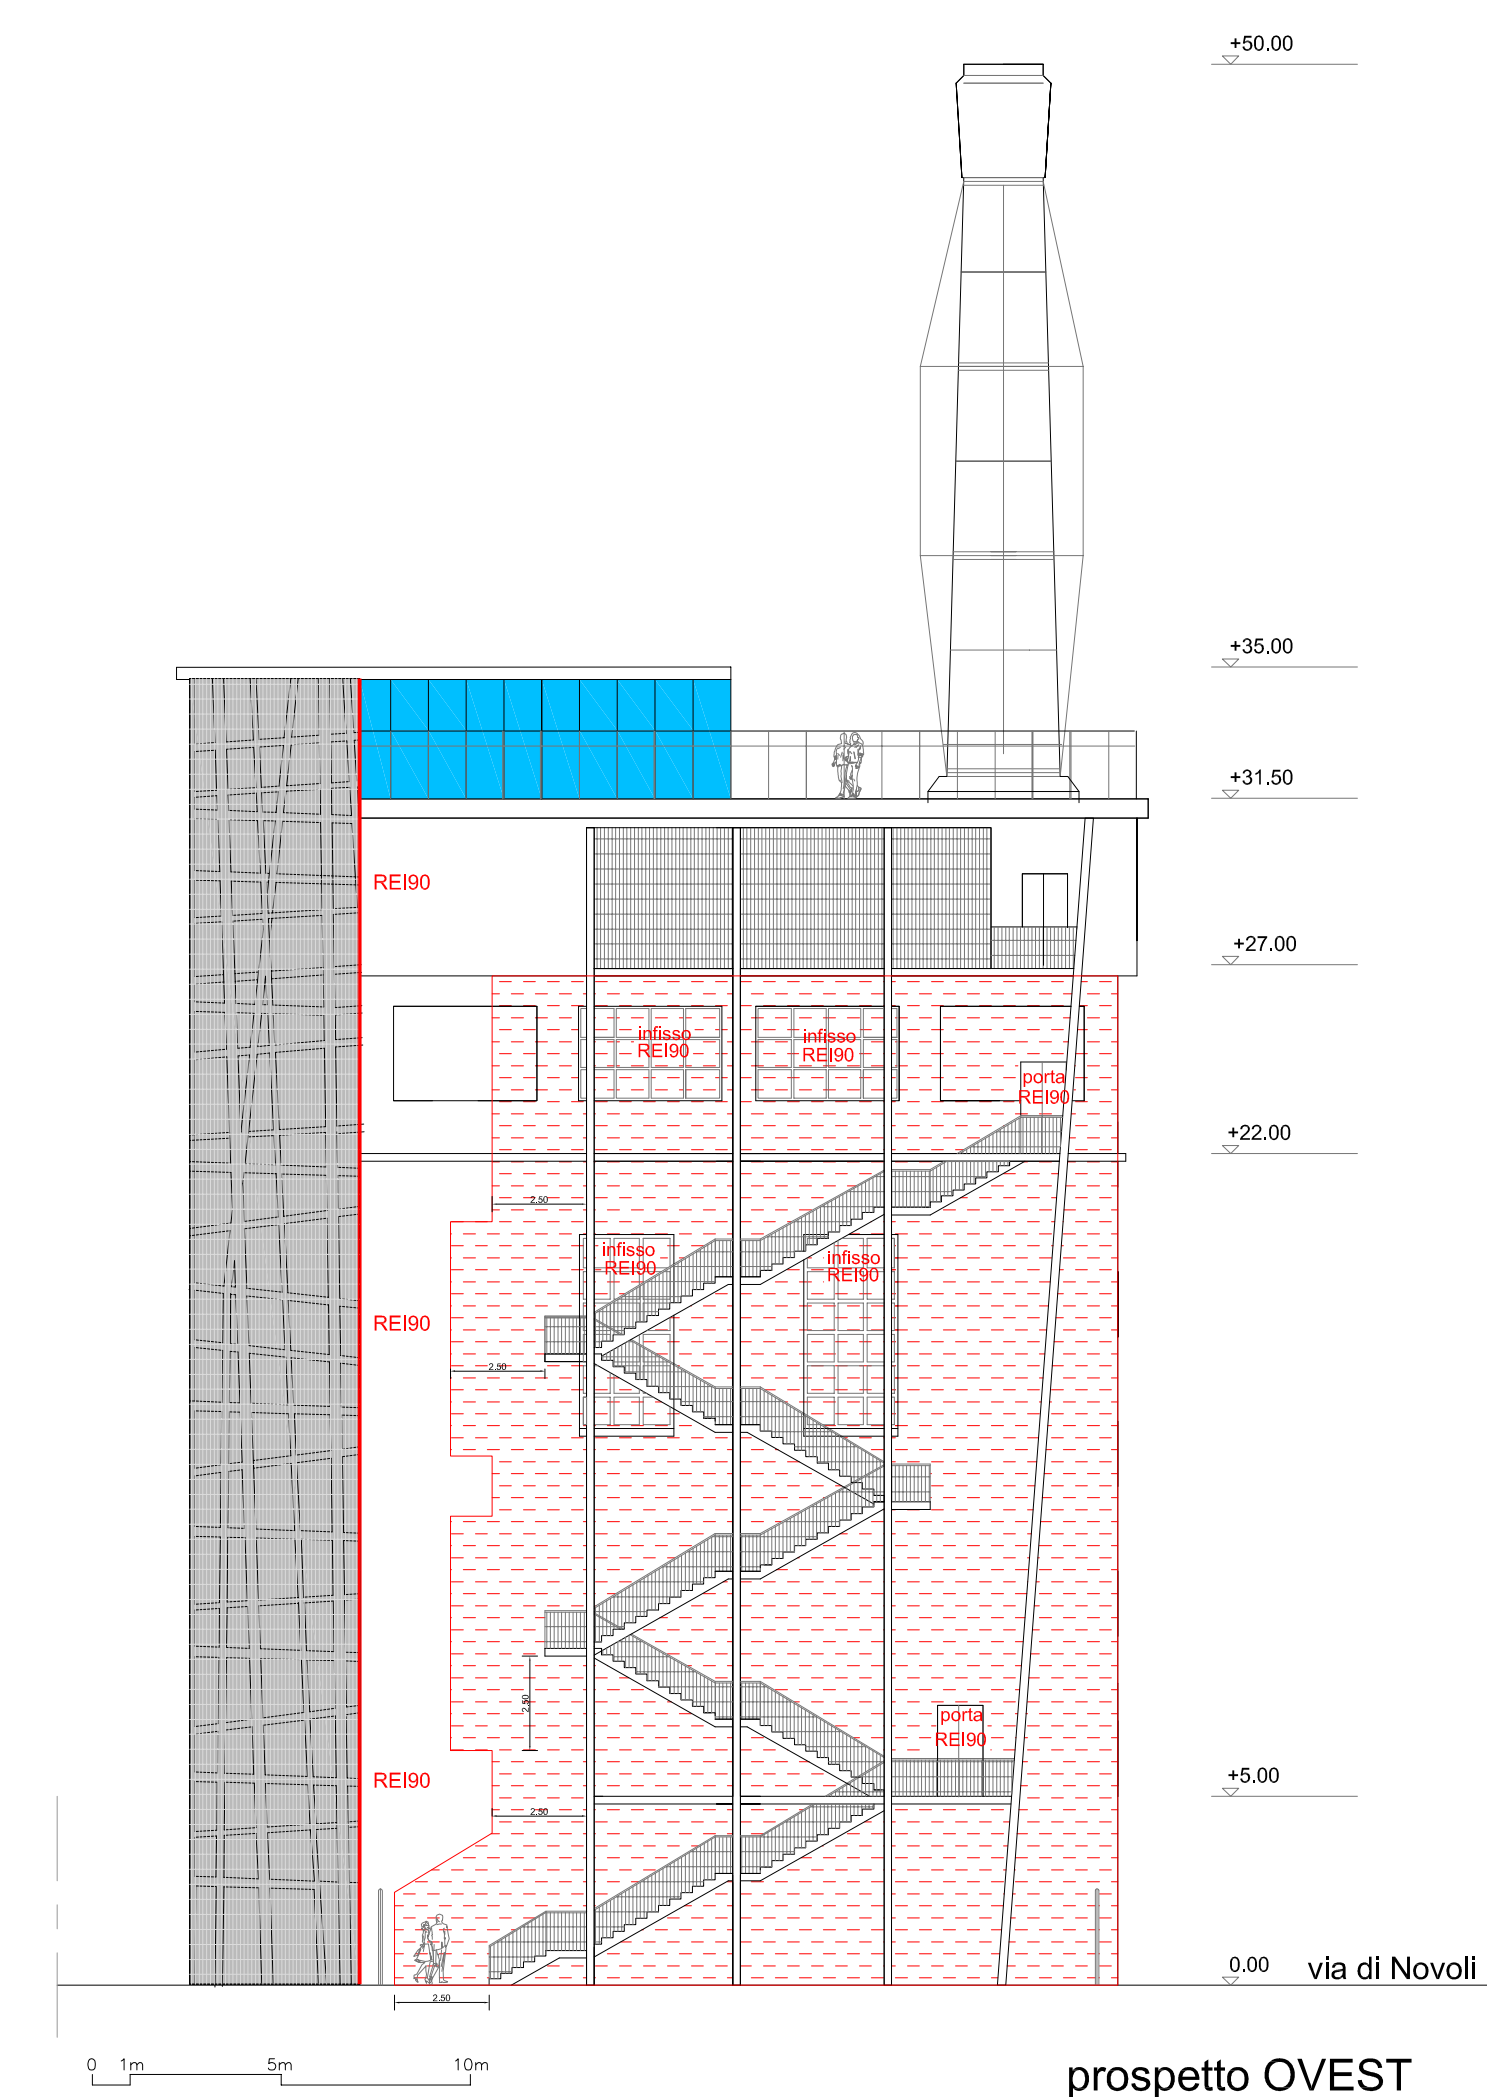 +50.00
+35.00
+31.50
REI90
+27.00
infisso
REI90
infisso
REI90
porta
REI90
+22.00
2.50
infisso
REI90
infisso
REI90
REI90
2.50
2.50
porta
REI90
REI90
+5.00
2.50
0.00
via di Novoli
2.50
0 1m 5m 10m
prospetto OVEST